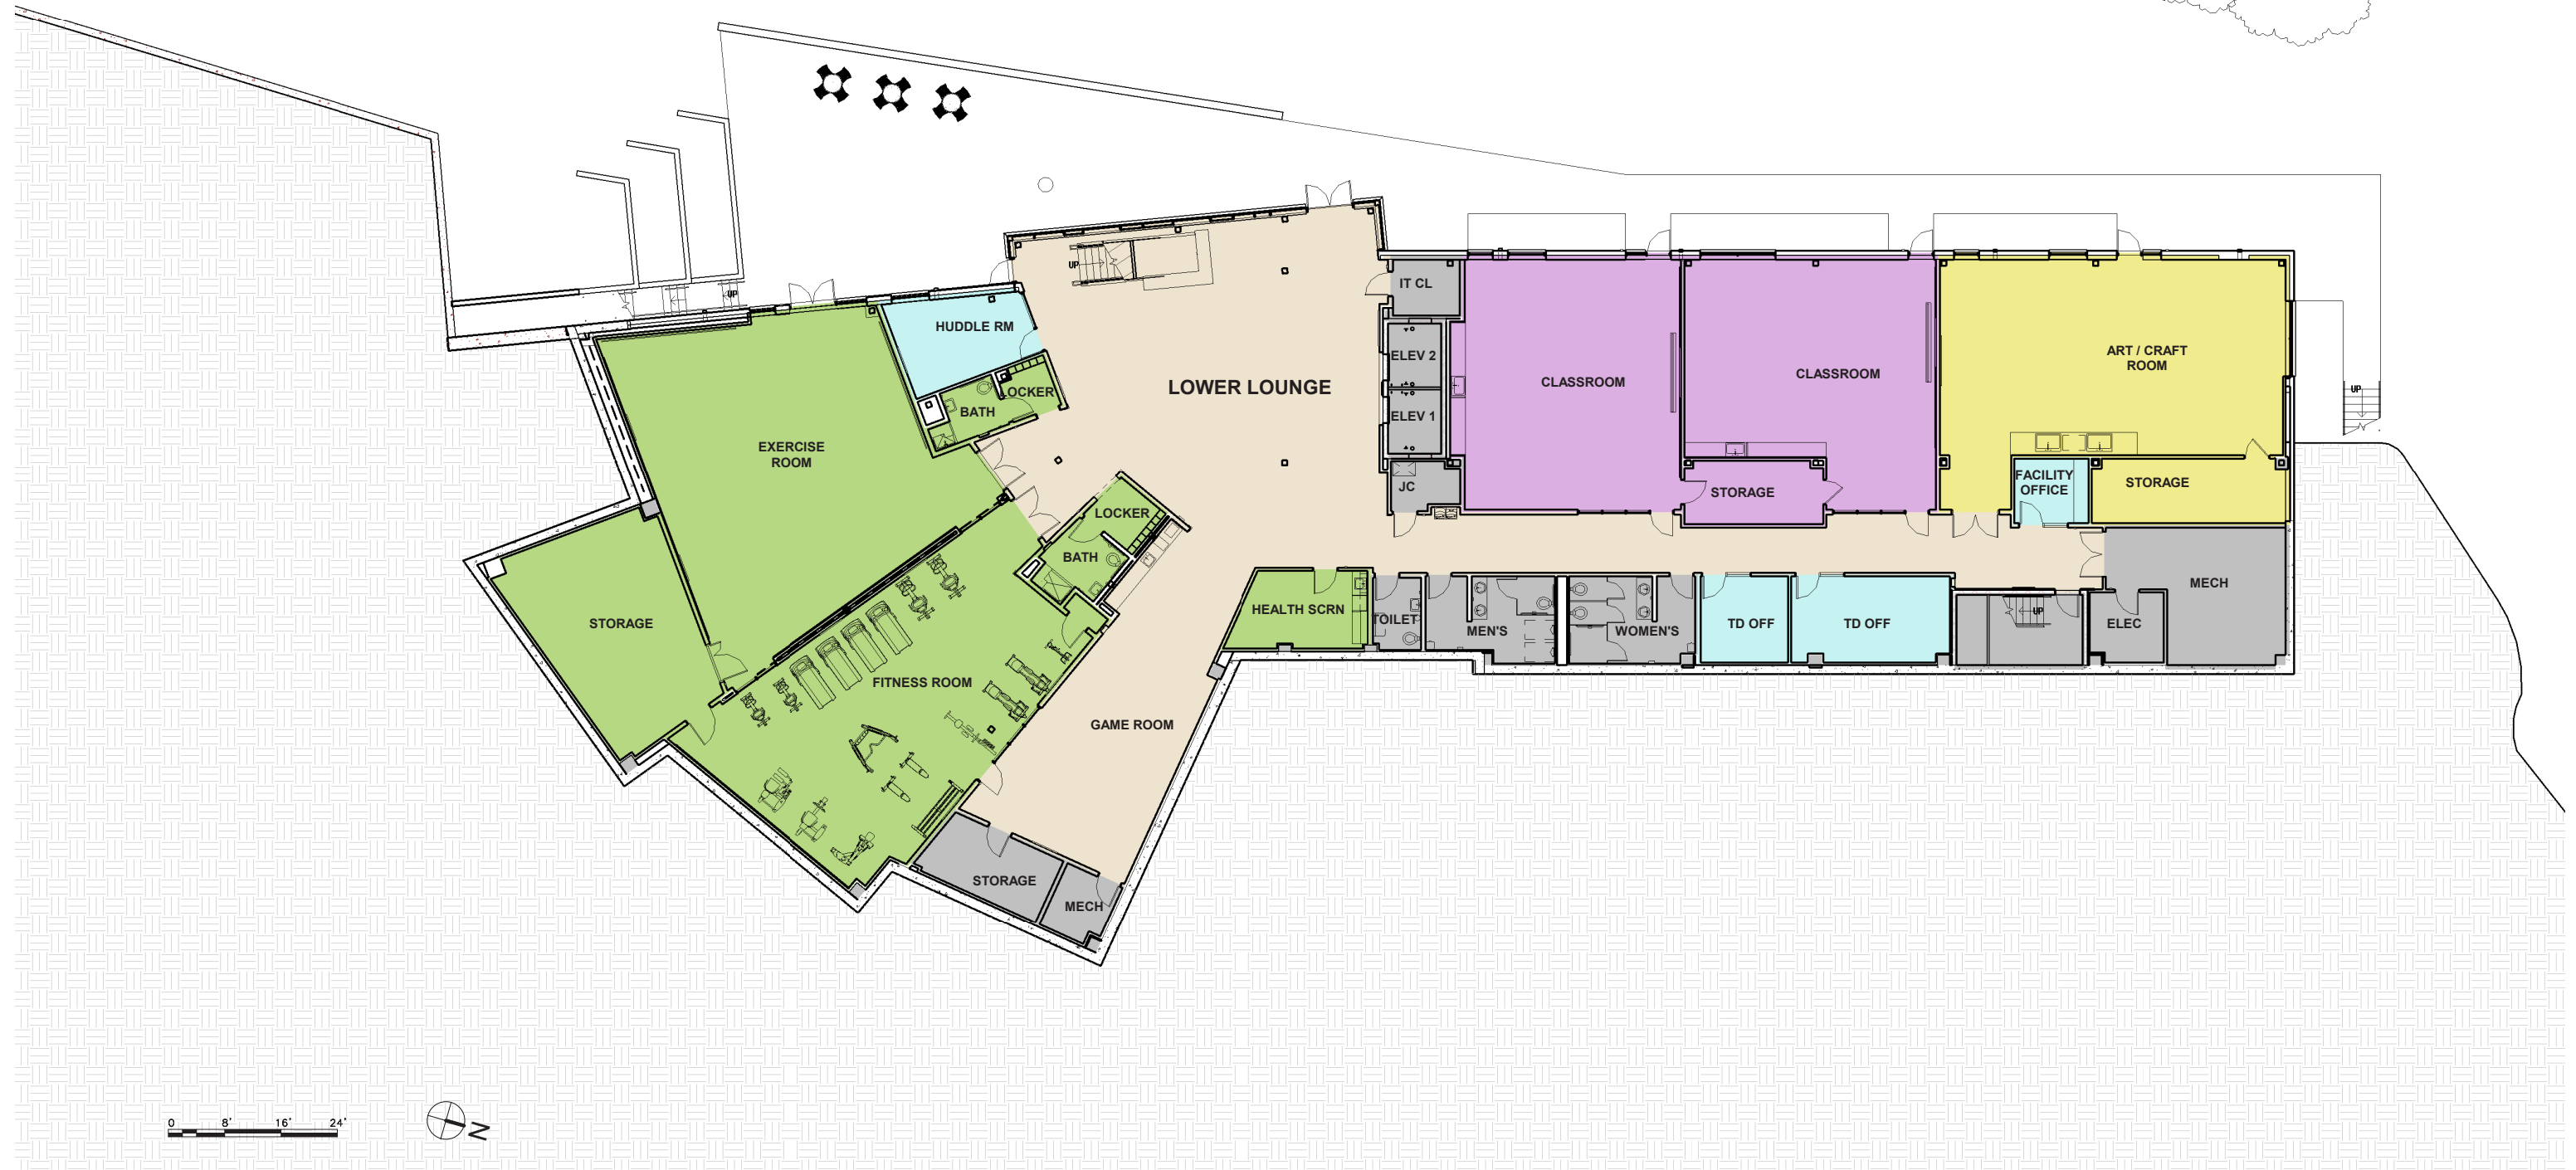 UP
UP
IT CL
HUDDLE RM
ELEV 2
ART / CRAFT
ROOM
CLASSROOM
CLASSROOM
LOWER LOUNGE
UP
LOCKER
BATH
ELEV 1
EXERCISE
ROOM
FACILITY
OFFICE
STORAGE
JC
STORAGE
LOCKER
BATH
MECH
HEALTH SCRN
UP
TOILET
STORAGE
MEN'S
WOMEN'S
TD OFF
TD OFF
ELEC
FITNESS ROOM
GAME ROOM
STORAGE
MECH
0 8' 16' 24'
N